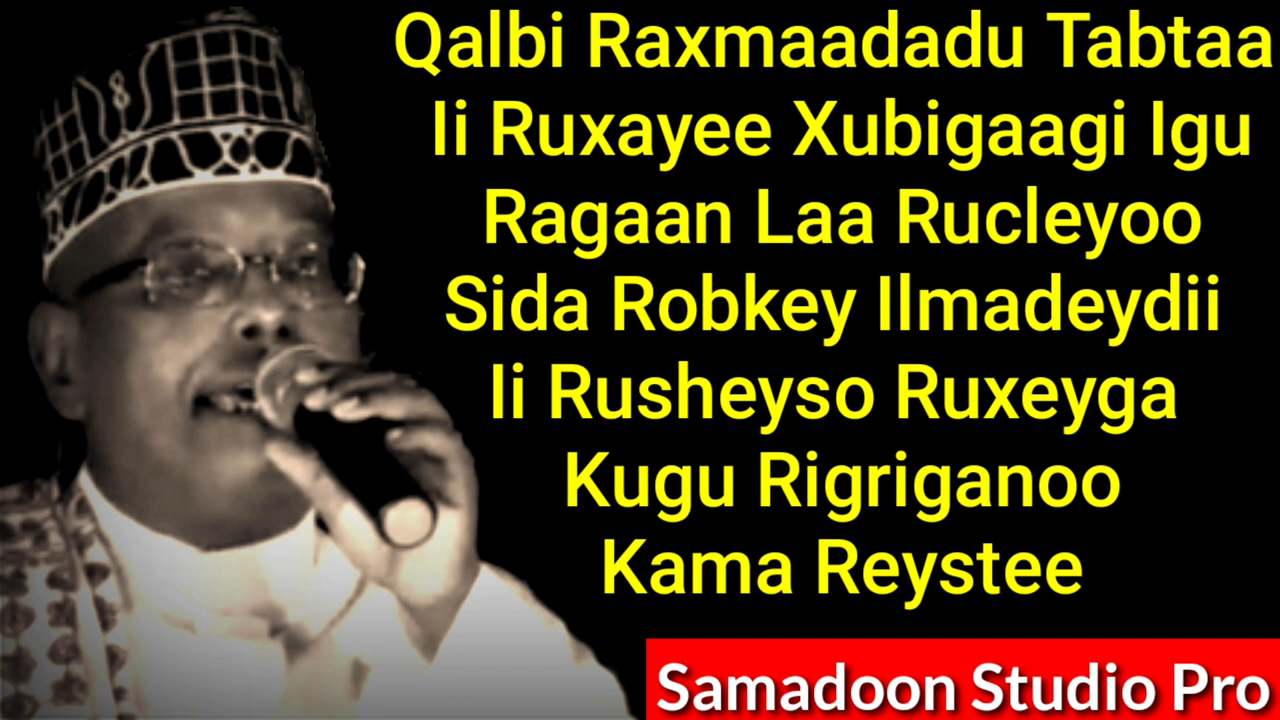 Qalbi Raxmaadadu Tabtaa
Ii Ruxayee Xubigaagi Igu
Ragaan Laa Rucleyoo
Sida Robkey Ilmadeydii
Ii Rusheyso Ruxeyga
Kugu Rigriganoo
Kama Reystee
Samadoon Studio Pro